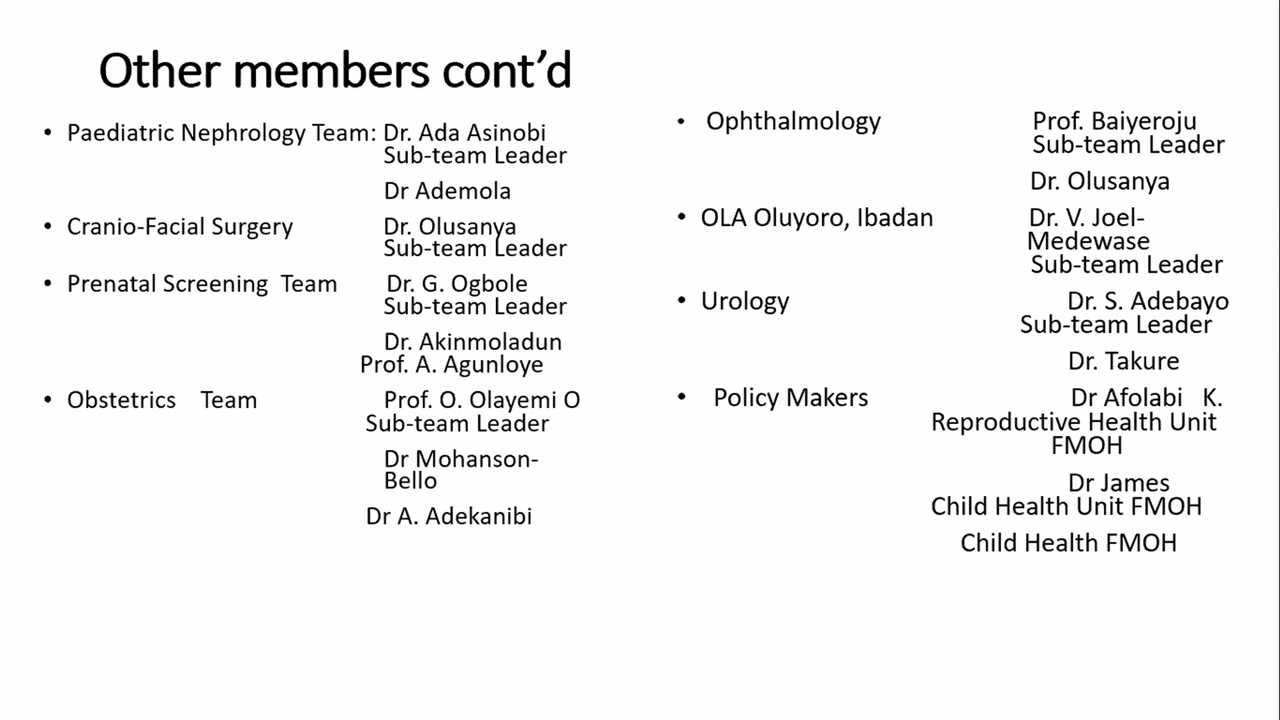 Other members cont’d
• Paediatric Nephrology Team: Dr. Ada Asinobi
Sub-team Leader
Dr Ademola
• Cranio-Facial Surgery Dr. Olusanya
Sub-team Leader
• Prenatal Screening Team Dr. G. Ogbole
Sub-team Leader
Dr. Akinmoladun
Prof. A. Agunloye
• Obstetrics Team Prof. O. Olayemi O
Sub-team Leader
Dr Mohanson-
Bello
Dr A. Adekanibi
• Ophthalmology Prof. Baiyeroju
Sub-team Leader
Dr. Olusanya
• OLA Oluyoro, Ibadan Dr. V. Joel-
Medewase
Sub-team Leader
• Urology Dr. S. Adebayo
Sub-team Leader
Dr. Takure
• Policy Makers Dr Afolabi K.
Reproductive Health Unit
FMOH
Dr James
Child Health Unit FMOH
Child Health FMOH